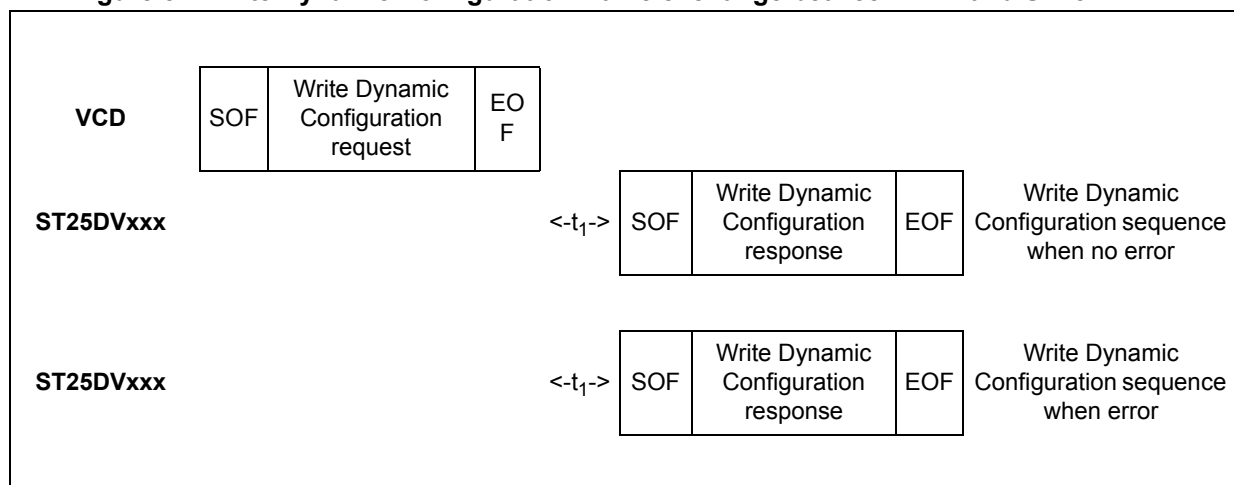 Write Dynamic
Configuration
request
VCD SOF EO
F
Write Dynamic
Configuration
response
ST25DVxxx <-t1-> SOF EOF
Write Dynamic
Configuration sequence
when no error
Write Dynamic
Configuration
response
ST25DVxxx <-t1-> SOF EOF
Write Dynamic
Configuration sequence
when error